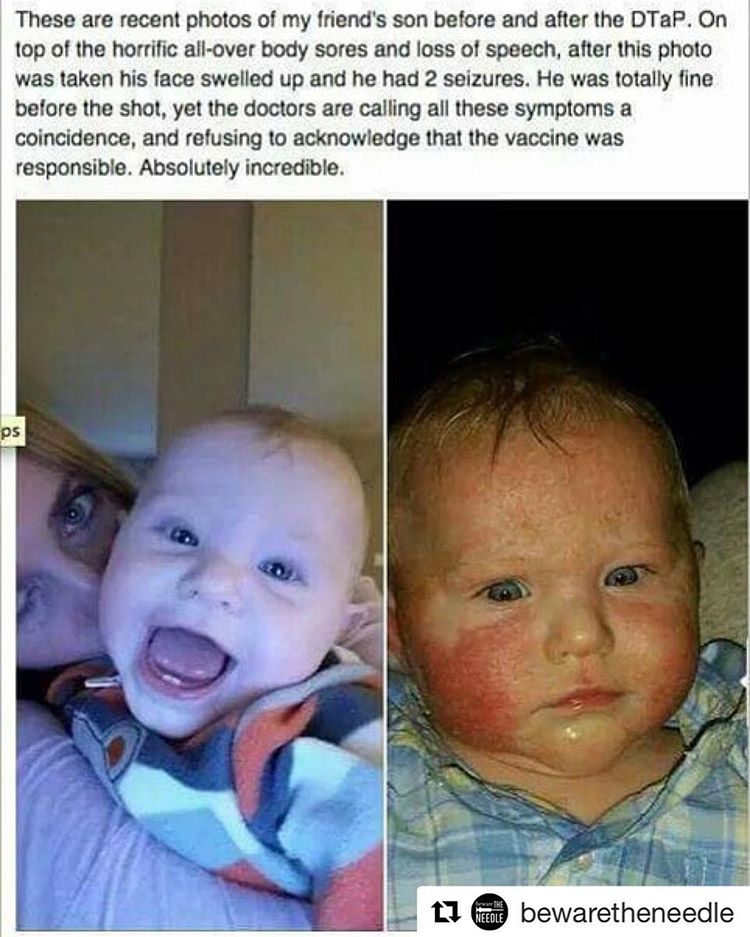 These are recent photos of my friend's son before and after the DTaP. On
top of the horrific all-over body sores and loss of speech, after this photo
was taken his face swelled up and he had 2 seizures. He was totally fine
before the shot, yet the doctors are calling all these symptoms a
coincidence, and refusing to acknowledge that the vaccine was
responsible. Absolutely incredible.
ps
beware THE
NEEDLE
bewaretheneedle